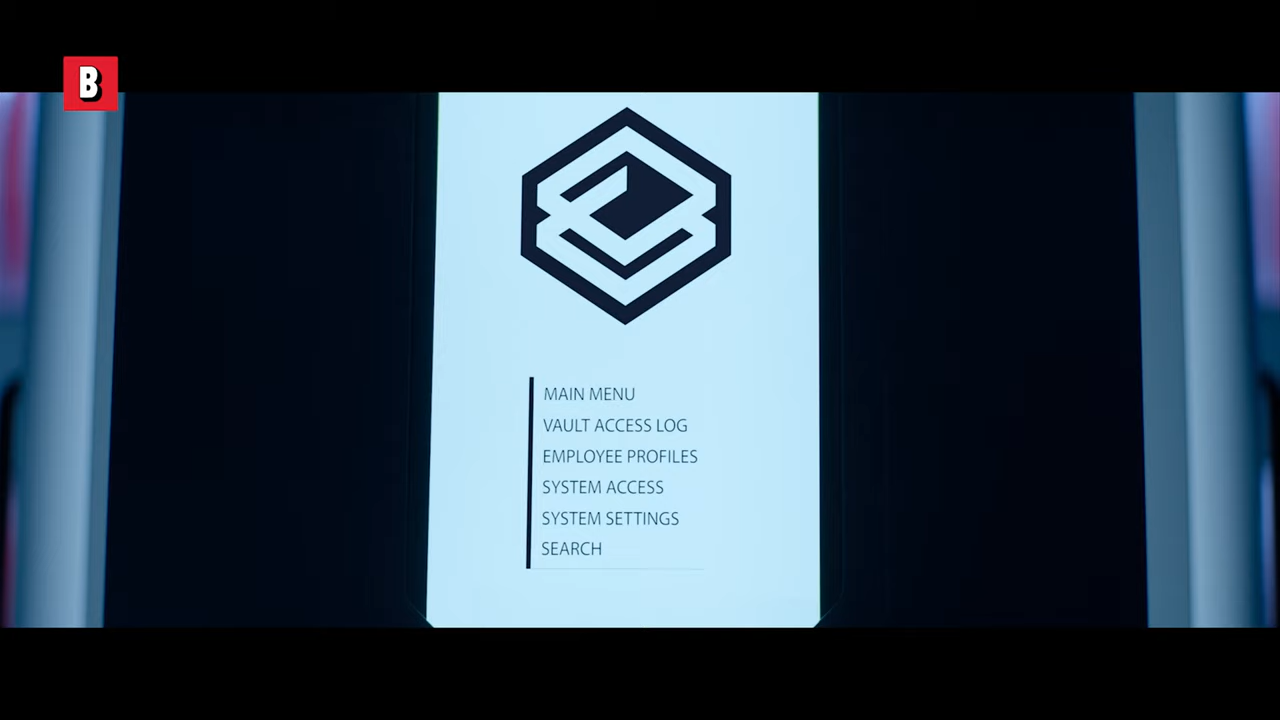 B
MAIN MENU
VAULT ACCESS LOG
EMPLOYEE PROFILES
SYSTEM ACCESS
SYSTEM SETTINGS
SEARCH